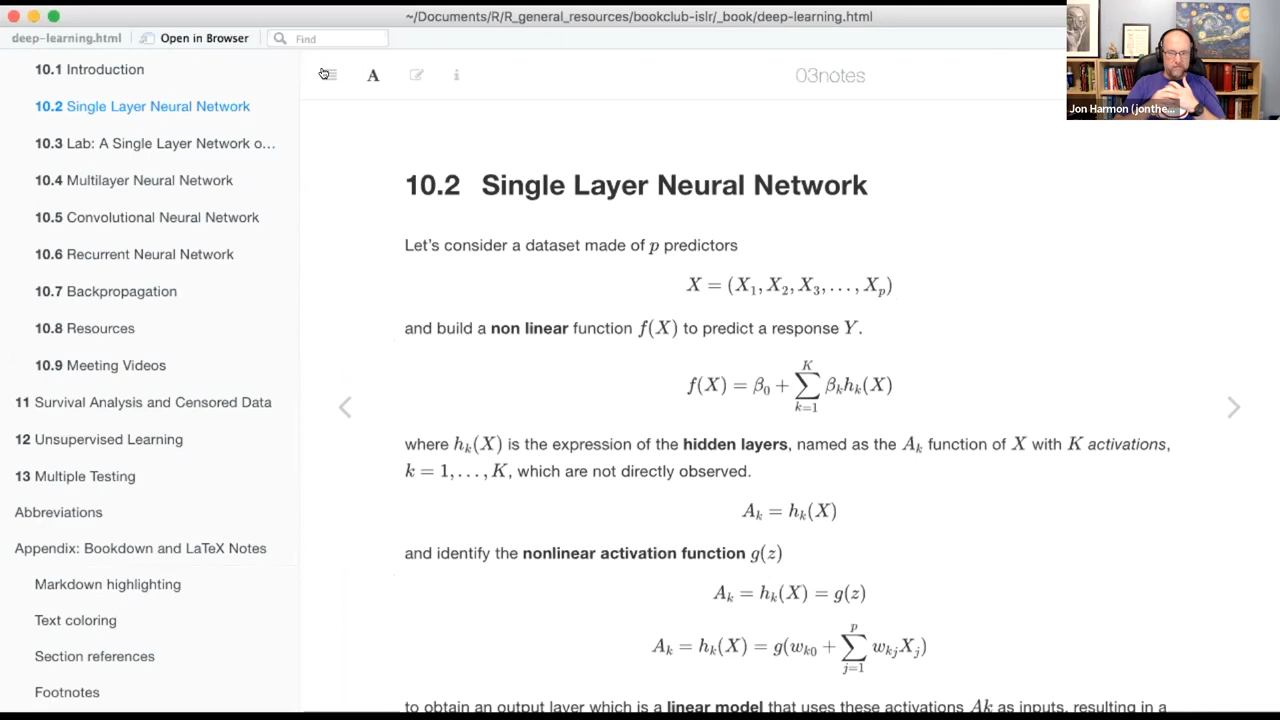 ~/Documents/R/R_general_resources/bookclub-islr/_book/deep-learning.html
deep-learning.html
Open in Browser
Find
10.1 Introduction
10.2 Single Layer Neural Network
10.3 Lab: A Single Layer Network o...
10.4 Multilayer Neural Network
10.5 Convolutional Neural Network
10.6 Recurrent Neural Network
10.7 Backpropagation
10.8 Resources
10.9 Meeting Videos
11 Survival Analysis and Censored Data
12 Unsupervised Learning
13 Multiple Testing
Abbreviations
Appendix: Bookdown and LaTeX Notes
Markdown highlighting
Text coloring
Section references
Footnotes
A
i
03notes
Jon Harmon (jonthe...
10.2 Single Layer Neural Network
Let's consider a dataset made of p predictors
X = (X₁, X₂, X₃, . . . , Xₚ)
and build a non linear function f(X) to predict a response Y.
f(X) = β₀ + ∑_{k=1}^{K} βₖhₖ(X)
where hₖ(X) is the expression of the hidden layers, named as the Aₖ function of X with K activations,
k = 1, . . . , K, which are not directly observed.
Aₖ = hₖ(X)
and identify the nonlinear activation function g(z)
Aₖ = hₖ(X) = g(z)
Aₖ = hₖ(X) = g(w_{k0} + ∑_{j=1}^{p} w_{kj}X_j)
to obtain an output layer which is a linear model that uses these activations Ak as inputs, resulting in a